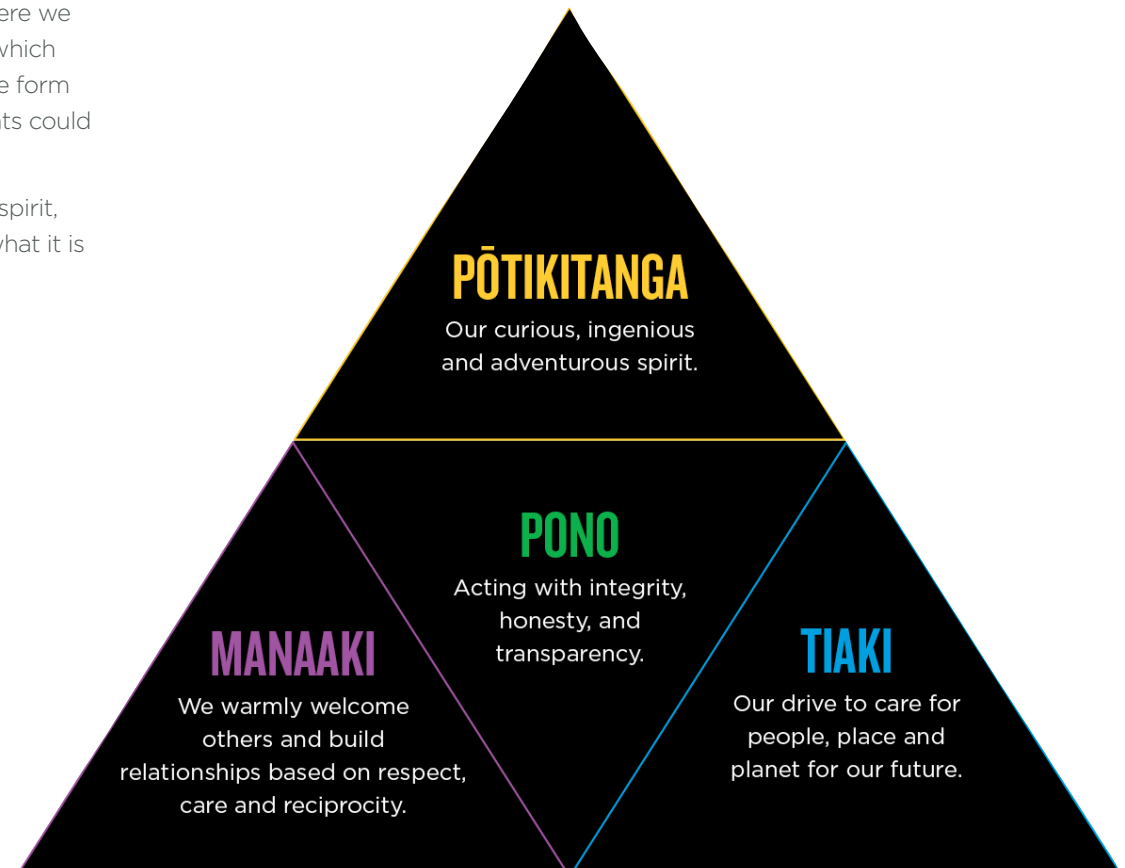 ere we
which
e form
ts could
spirit,
what it is
PŌTIKITANGA
Our curious, ingenious
and adventurous spirit.
PONO
Acting with integrity,
honesty, and
transparency.
MANAAKI
We warmly welcome
others and build
relationships based on respect,
care and reciprocity.
TIAKI
Our drive to care for
people, place and
planet for our future.